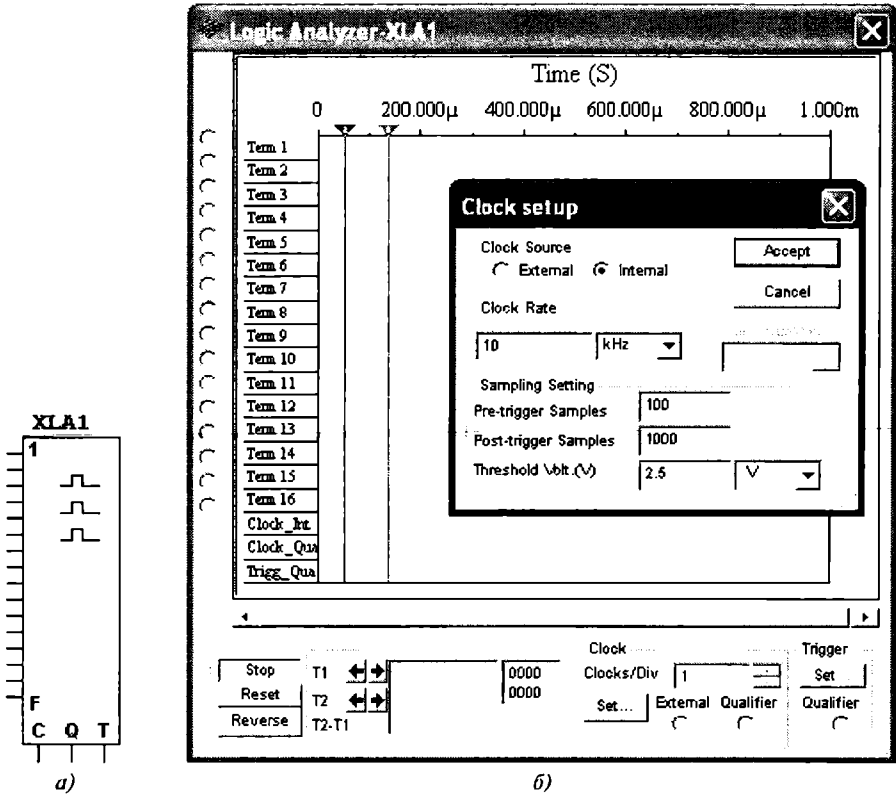 Logic Analyzer-XLA1
Time (S)
0 200.000µ 400.000µ 600.000µ 800.000µ 1.000m
2 1
Term 1
Term 2
Term 3
Term 4
Term 5
Term 6
Term 7
Term 8
Term 9
Term 10
Term 11
Term 12
Term 13
Term 14
Term 15
Term 16
Clock_Int
Clock_Qua
Trigg_Qua
Clock setup
Clock Source
External Internal
Accept
Cancel
Clock Rate
10 kHz
Sampling Setting
Pre-trigger Samples 100
Post-trigger Samples 1000
Threshold Volt.(V) 2.5 V
XLA1
1
F
C Q T
Stop
Reset
Reverse
T1
T2
T2-T1
0000
0000
Clock
Clocks/Div 1
Set... External Qualifier
Trigger
Set
Qualifier
а)
б)